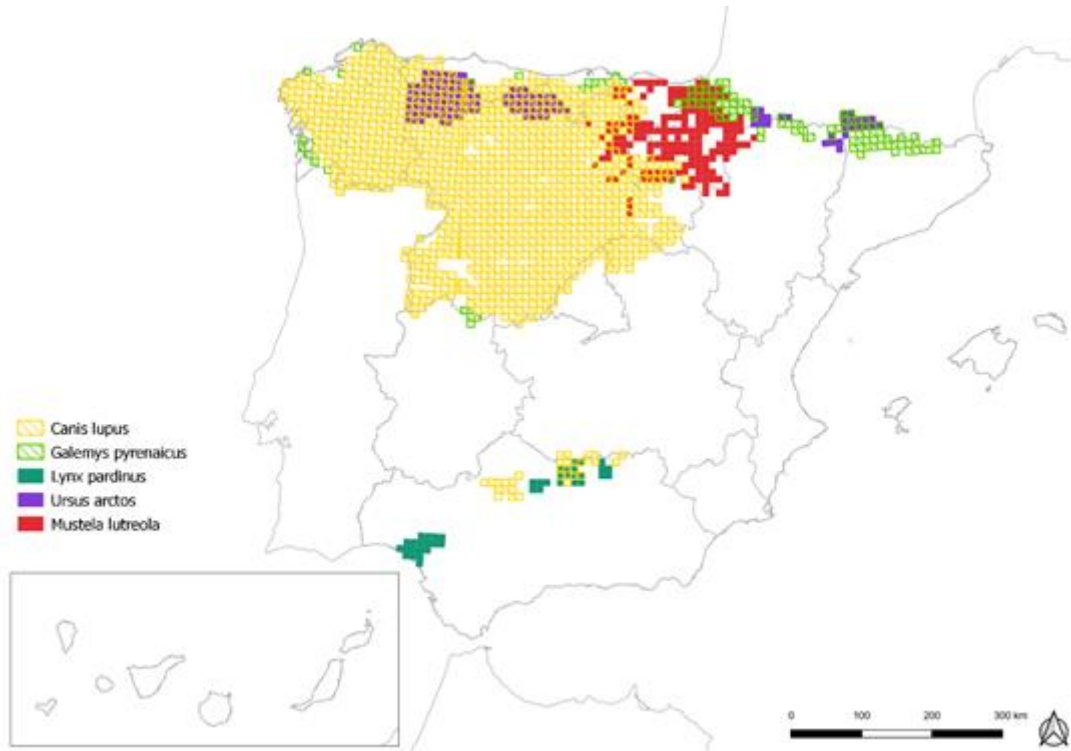 Canis lupus
Galemys pyrenaicus
Lynx pardinus
Ursus arctos
Mustela lutreola
0 100 200 300 km